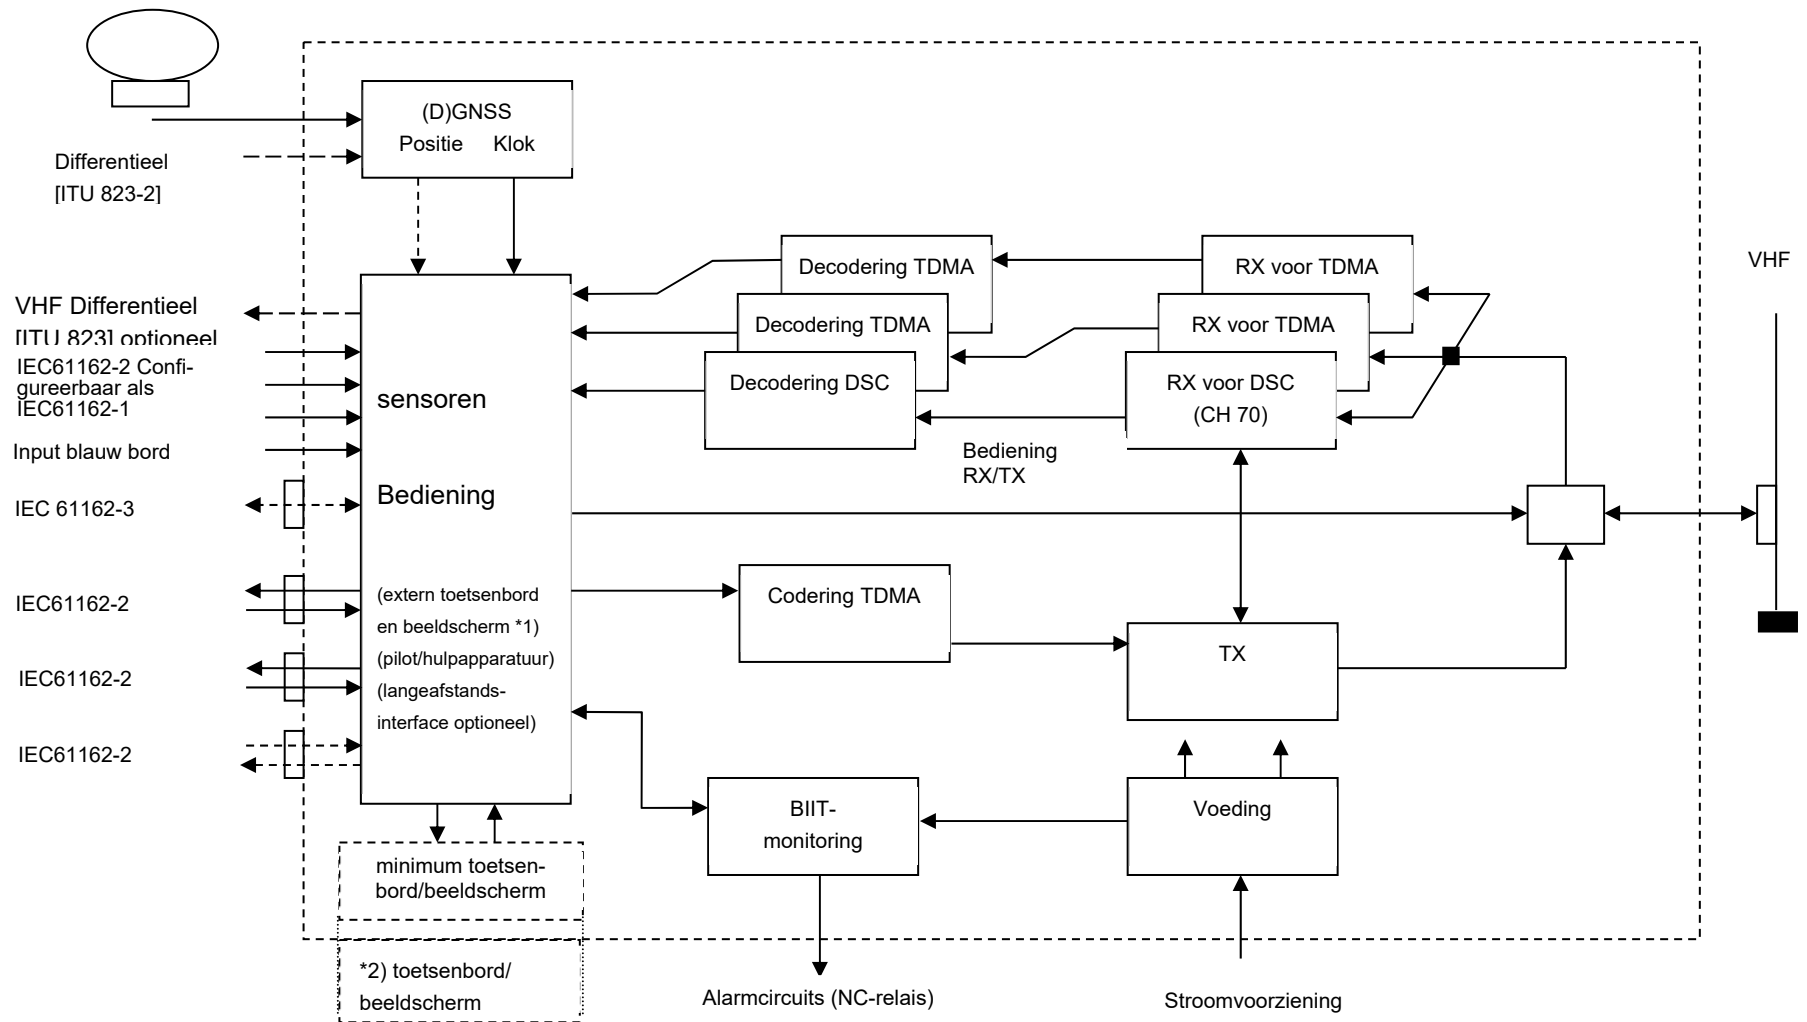 (D)GNSS
Positie Klok
Differentieel
[ITU 823-2]
VHF Differentieel
[ITU 823] optioneel
IEC61162-2 Confi-
gureerbaar als
IEC61162-1
Input blauw bord
IEC 61162-3
IEC61162-2
IEC61162-2
IEC61162-2
sensoren
Bediening
(extern toetsenbord
en beeldscherm *1)
(pilot/hulpapparatuur)
(langeafstands-
interface optioneel)
Decodering TDMA
Decodering TDMA
Decodering DSC
RX voor TDMA
RX voor TDMA
RX voor DSC
(CH 70)
Bediening
RX/TX
VHF
Codering TDMA
TX
BIIT-
monitoring
Voeding
minimum toetsen-
bord/beeldscherm
*2) toetsenbord/
beeldscherm
Alarmcircuits (NC-relais)
Stroomvoorziening